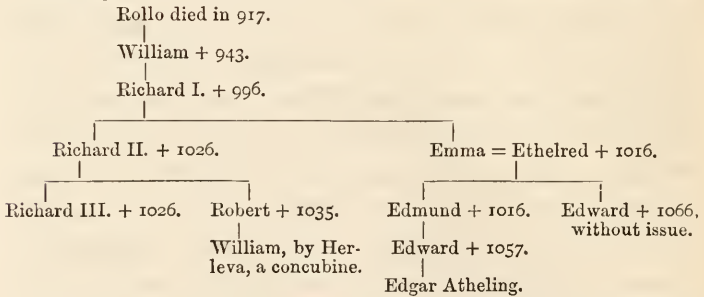 Rollo died in 917.
William + 943.
Richard I. + 996.
Richard II. + 1026. Emma = Ethelred + 1016.
Richard III. + 1026. Robert + 1035. Edmund + 1016. Edward + 1066,
without issue.
William, by Her-
leva, a concubine.
Edward + 1057.
Edgar Atheling.